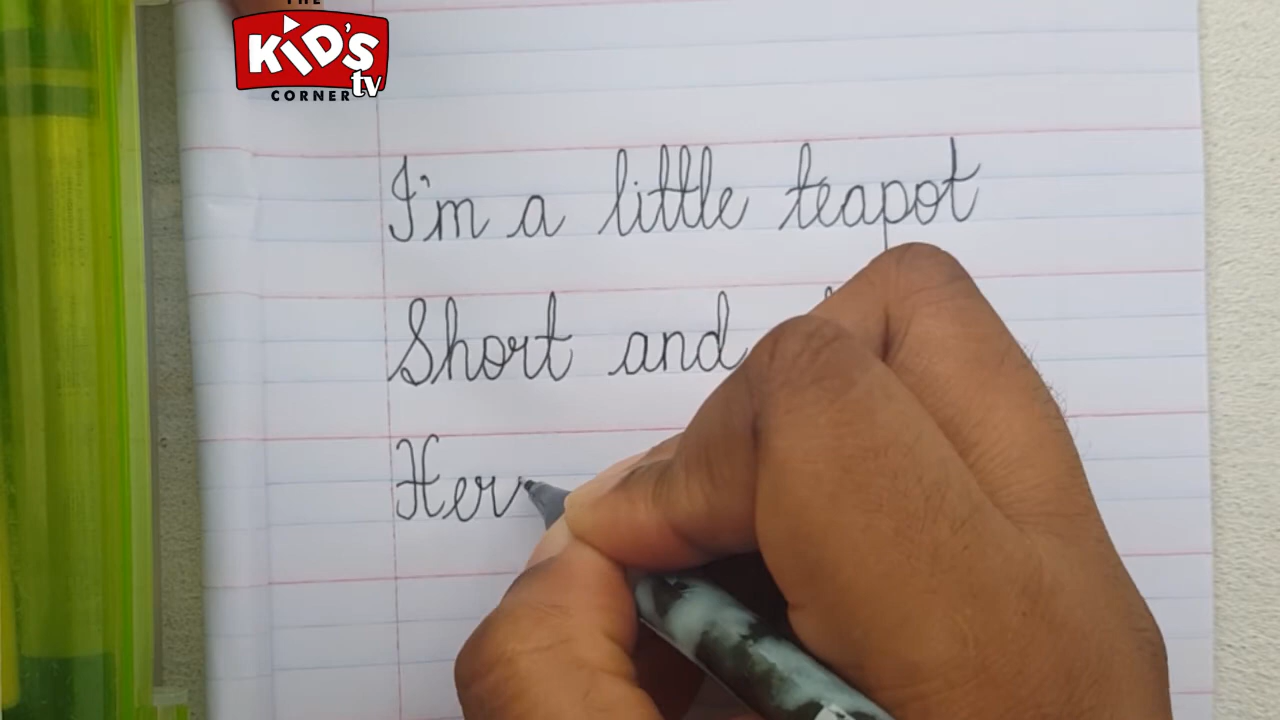 THE
KiD'S
tv
CORNER
I'm a little teapot
Short and
Her